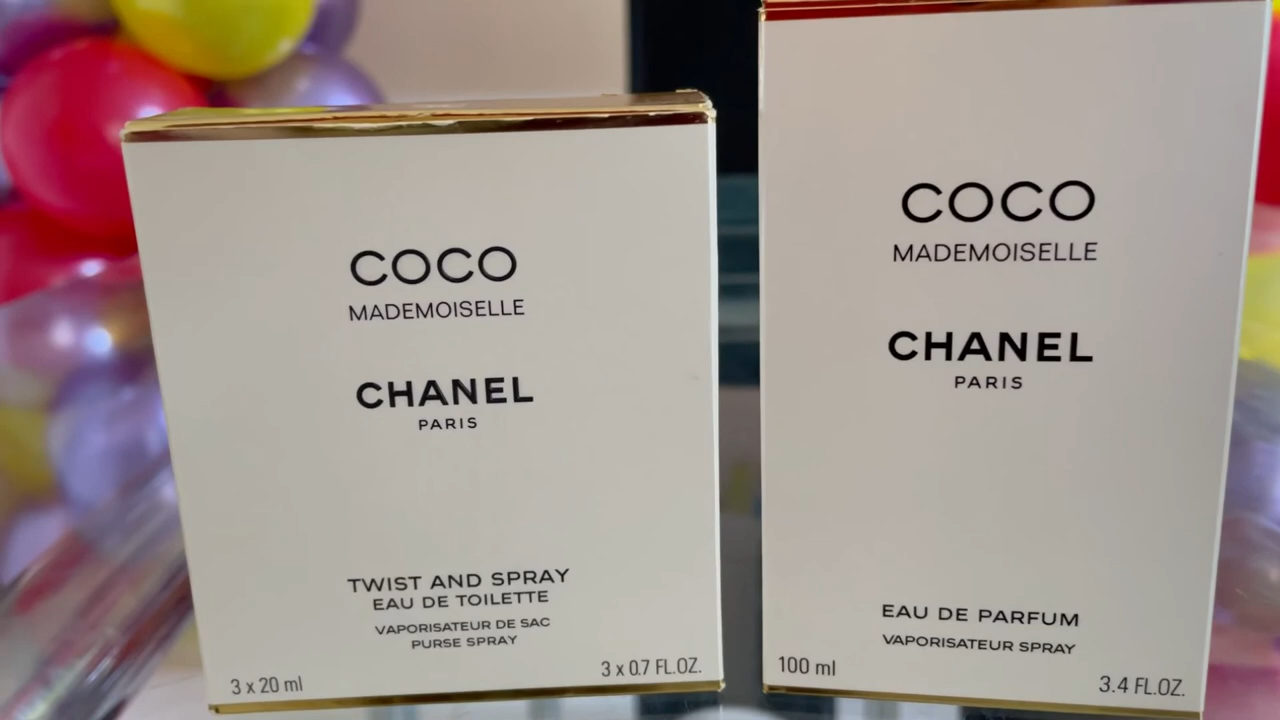 COCO
MADEMOISELLE
CHANEL
PARIS
TWIST AND SPRAY
EAU DE TOILETTE
VAPORISATEUR DE SAC
PURSE SPRAY
3 x 20 ml
3 x 0.7 FL.OZ.
COCO
MADEMOISELLE
CHANEL
PARIS
EAU DE PARFUM
VAPORISATEUR SPRAY
100 ml
3.4 FL.OZ.